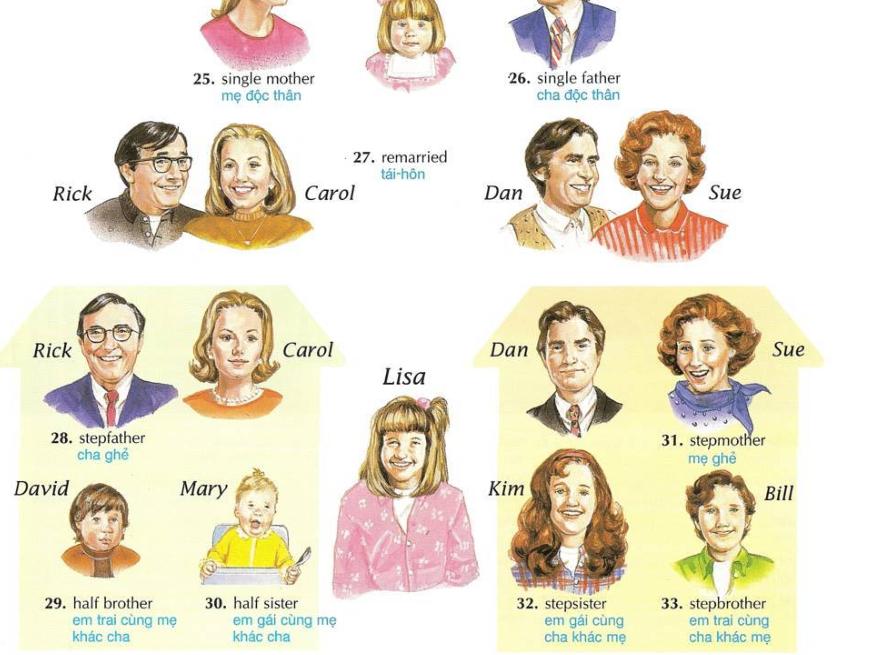 25. single mother
mẹ độc thân
26. single father
cha độc thân
27. remarried
tái-hôn
Rick
Carol
Dan
Sue
Rick
Carol
Lisa
Dan
Sue
28. stepfather
cha ghẻ
31. stepmother
mẹ ghẻ
David
Mary
Kim
Bill
29. half brother
em trai cùng mẹ
khác cha
30. half sister
em gái cùng mẹ
khác cha
32. stepsister
em gái cùng
cha khác mẹ
33. stepbrother
em trai cùng
cha khác mẹ